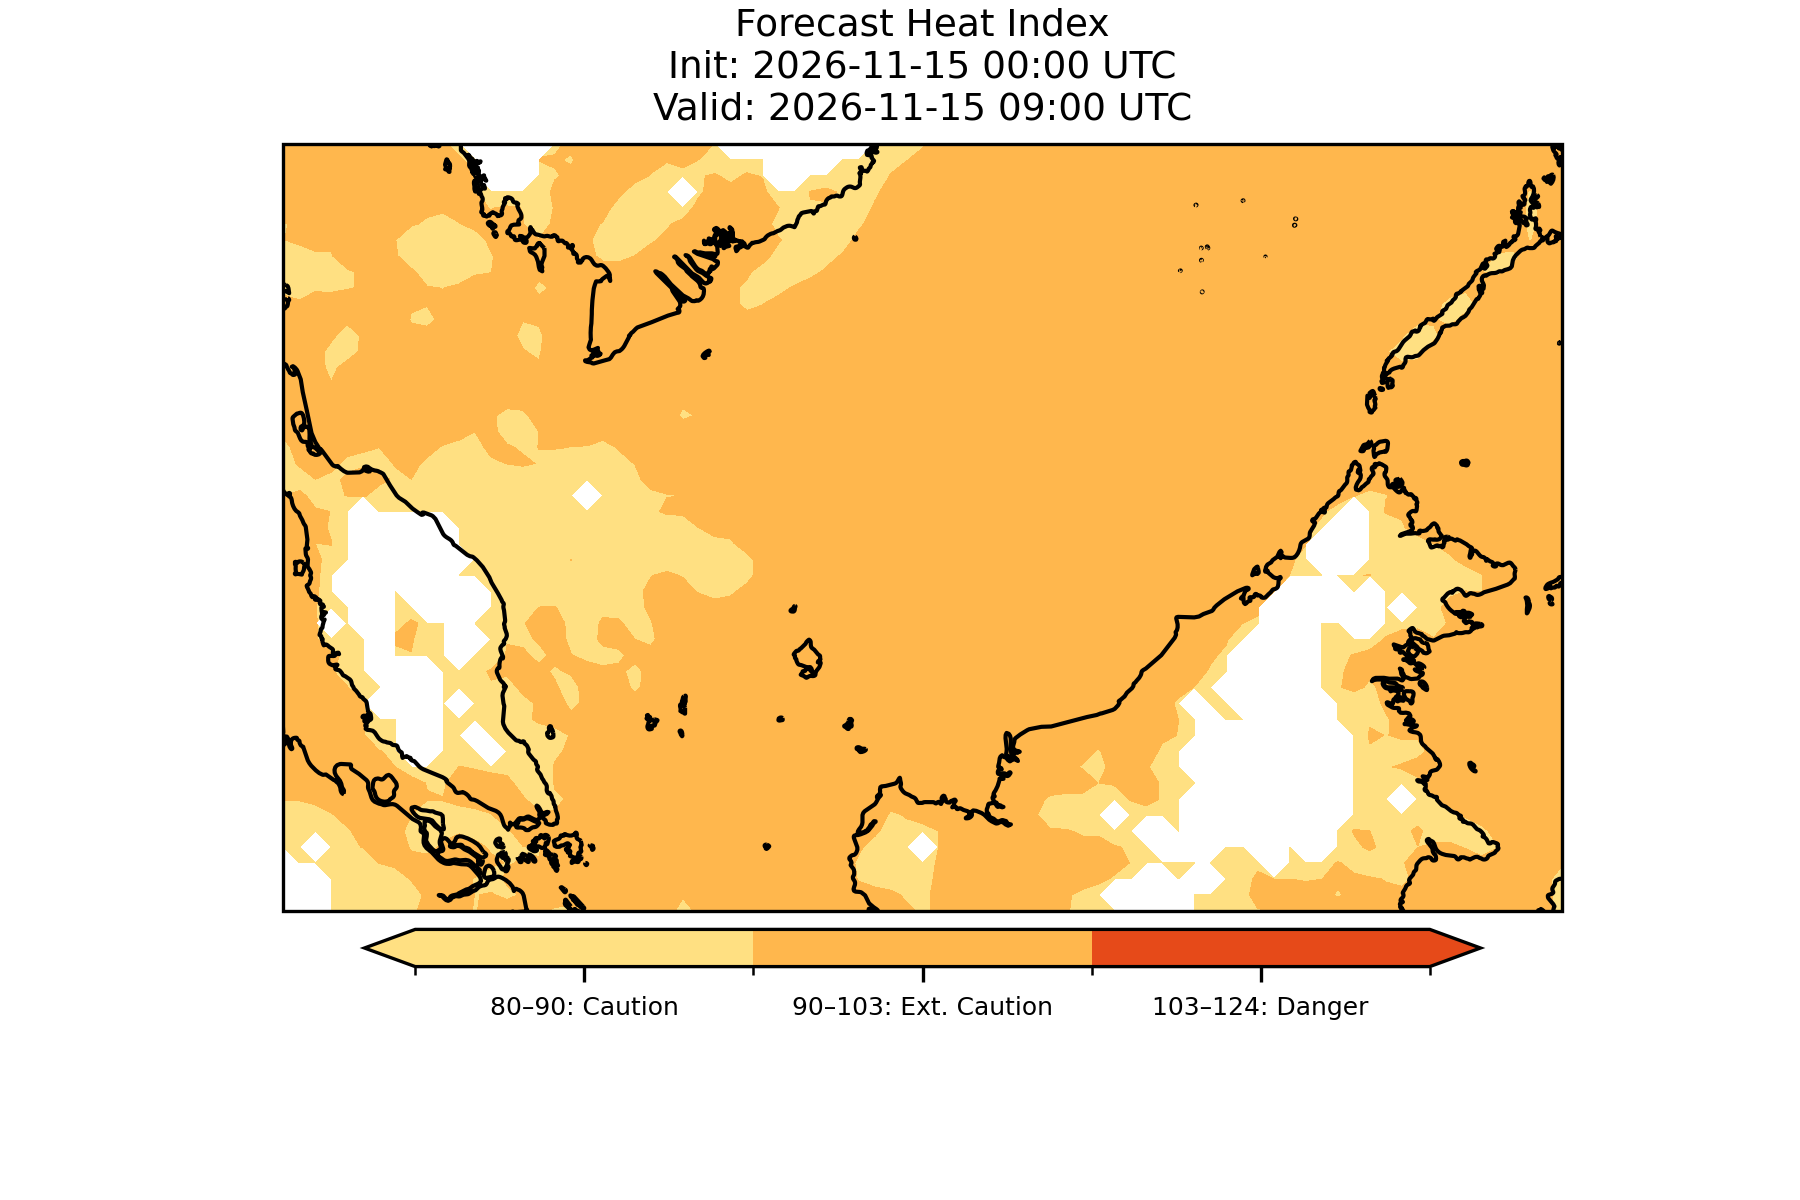 Forecast Heat Index
Init: 2026-11-15 00:00 UTC
Valid: 2026-11-15 09:00 UTC
80–90: Caution
90–103: Ext. Caution
103–124: Danger